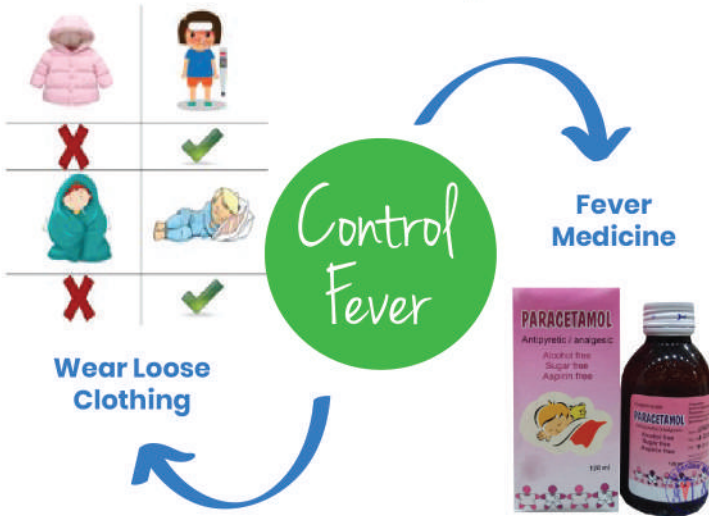 Control
Fever
Fever
Medicine
Wear Loose
Clothing
PARACETAMOL
Antipyretic / analgesic
Alcohol free
Sugar free
Aspirin free
PARACETAMOL
Alcohol free
Sugar free
Aspirin free